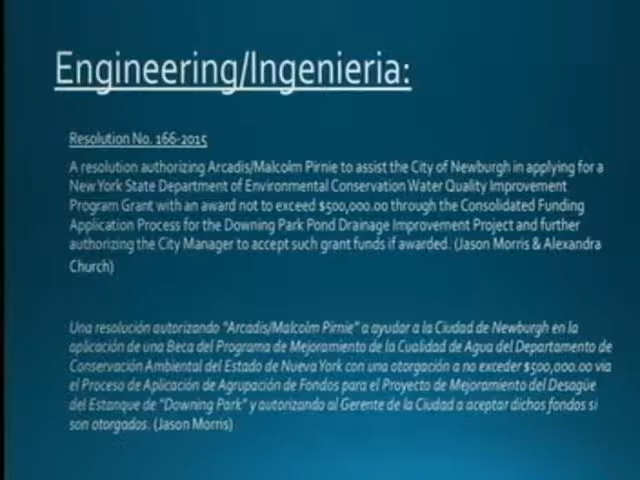 Engineering/Ingenieria:
Resolution No. 166-2015
A resolution authorizing Arcadis/Malcolm Pirnie to assist the City of Newburgh in applying for a
New York State Department of Environmental Conservation Water Quality Improvement
Program Grant with an award not to exceed $500,000.00 through the Consolidated Funding
Application Process for the Downing Park Pond Drainage Improvement Project and further
authorizing the City Manager to accept such grant funds if awarded. (Jason Morris & Alexandra
Church)
Una resolución autorizando "Arcadis/Malcolm Pirnie" a ayudar a la Ciudad de Newburgh en la
aplicación de una Beca del Programa de Mejoramiento de la Cualidad de Agua del Departamento de
Conservación Ambiental del Estado de Nueva York con una otorgación a no exceder $500,000.00 via
el Proceso de Aplicación de Agrupación de Fondos para el Proyecto de Mejoramiento del Desagüe
del Estanque de "Downing Park" y autorizando al Gerente de la Ciudad a aceptar dichos fondos si
son otorgados. (Jason Morris)